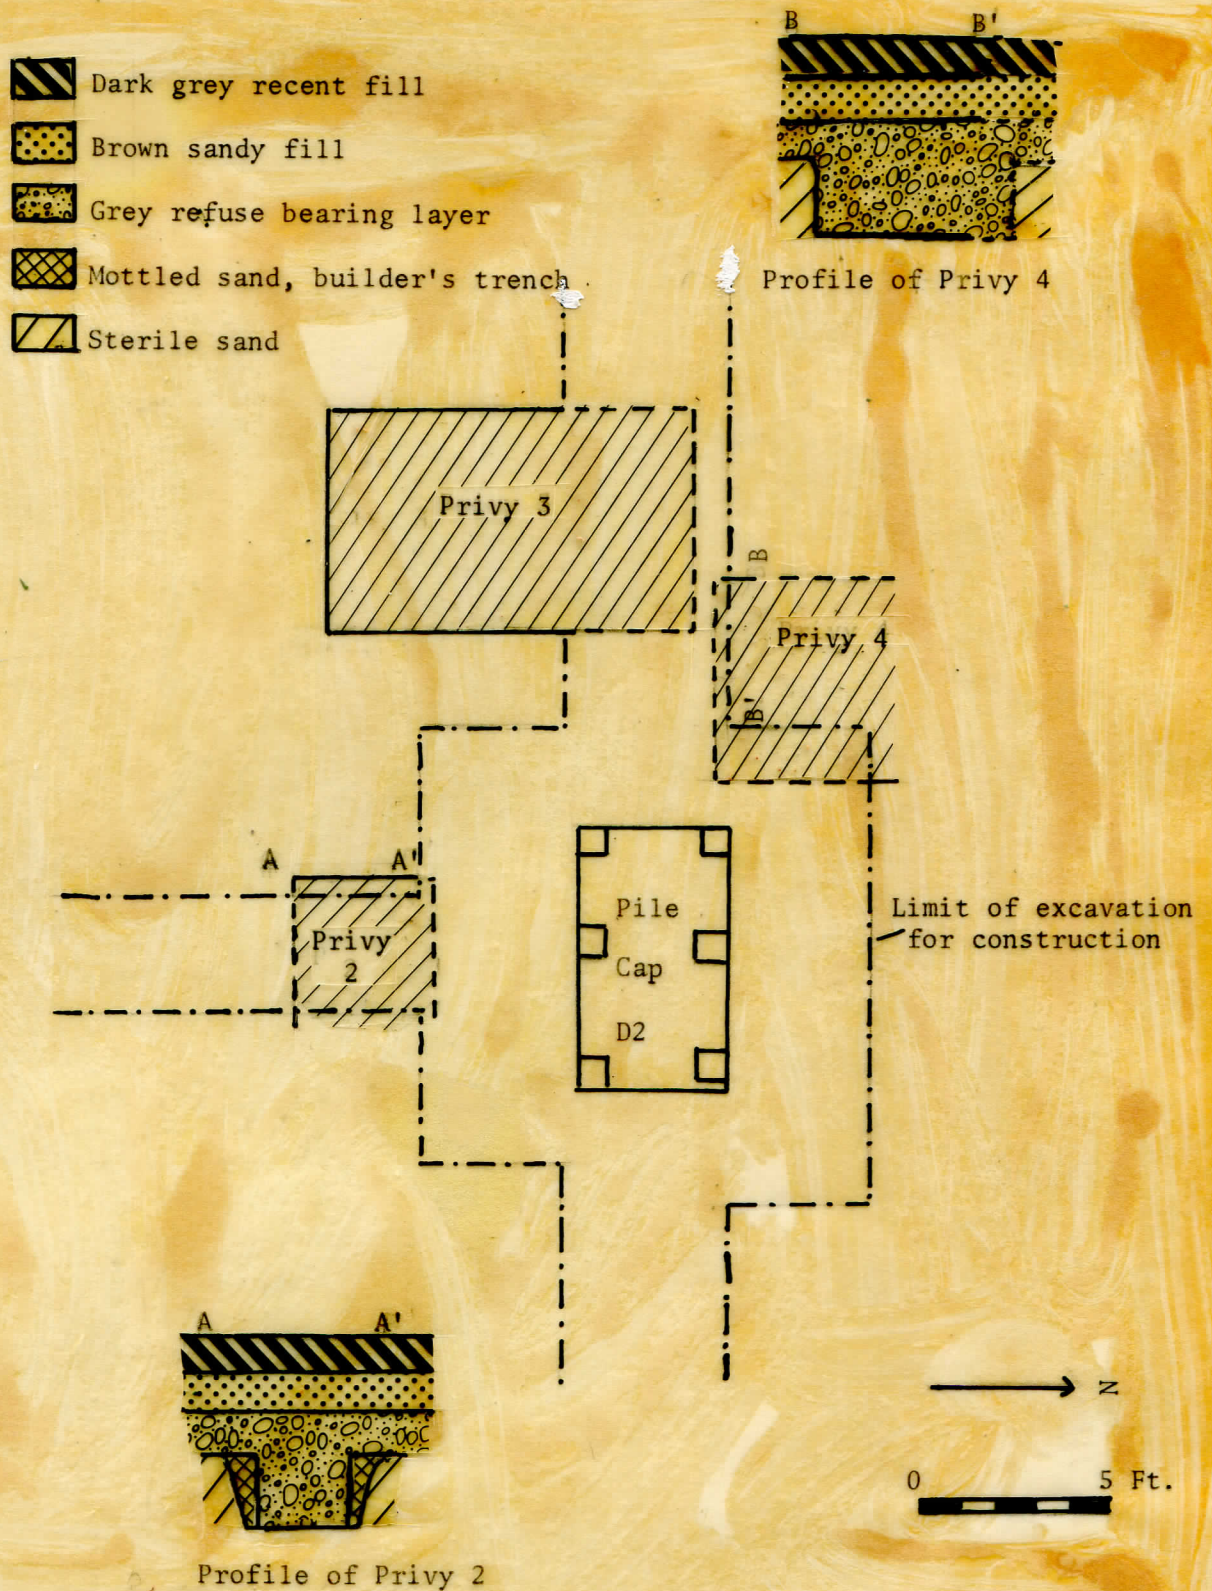 B B'
Dark grey recent fill
Brown sandy fill
Grey refuse bearing layer
Mottled sand, builder's trench
Sterile sand
Profile of Privy 4
Privy 3
B
Privy 4
B'
A A'
Privy
2
Pile
Cap
D2
Limit of excavation
for construction
A A'
N
0 5 Ft.
Profile of Privy 2